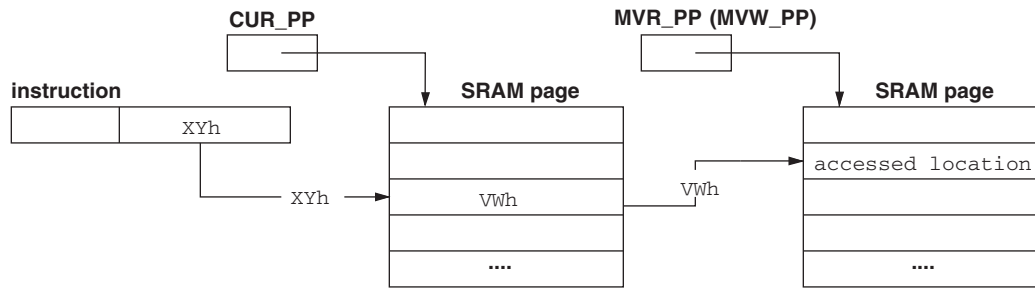 CUR_PP
MVR_PP (MVW_PP)
instruction
SRAM page
SRAM page
XYh
accessed location
XYh
VWh
VWh
....
....